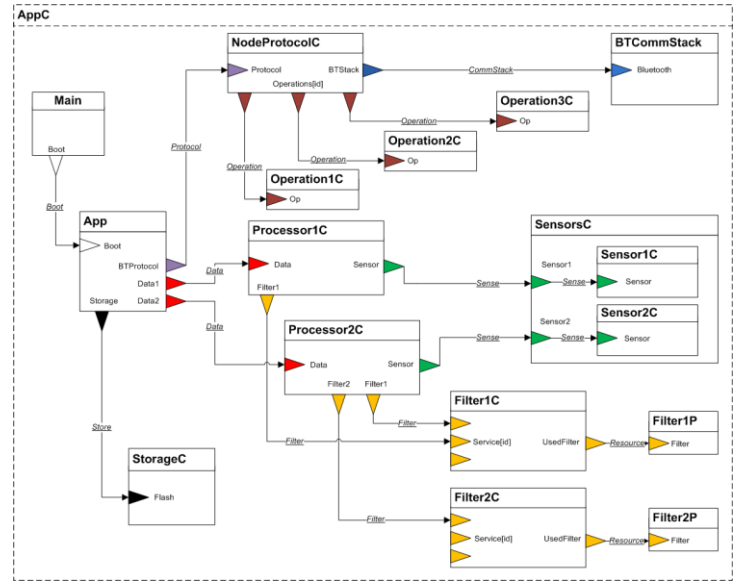 AppC
NodeProtocolC
Protocol
BTStack
Operations[id]
CommStack
BTCommStack
Bluetooth
Main
Boot
Boot
Protocol
Operation
Operation
Operation
Operation3C
Op
Operation2C
Op
Operation1C
Op
App
Boot
BTProtocol
Data1
Storage
Data2
Data
Data
Processor1C
Data
Sensor
Filter1
Sense
SensorsC
Sensor1
Sense
Sensor1C
Sensor
Sensor2
Sense
Sensor2C
Sensor
Processor2C
Data
Sensor
Filter2
Filter1
Sense
Store
StorageC
Flash
Filter
Filter
Filter
Filter1C
Service[id]
UsedFilter
Resource
Filter1P
Filter
Filter2C
Service[id]
UsedFilter
Resource
Filter2P
Filter